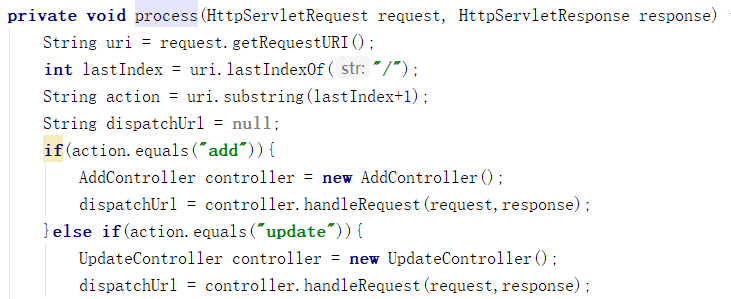 private void process(HttpServletRequest request, HttpServletResponse response)
String uri = request.getRequestURI();
int lastIndex = uri.lastIndexOf( str: "/");
String action = uri.substring(lastIndex+1);
String dispatchUrl = null;
if(action.equals("add")){
AddController controller = new AddController();
dispatchUrl = controller.handleRequest(request,response);
}else if(action.equals("update")){
UpdateController controller = new UpdateController();
dispatchUrl = controller.handleRequest(request,response);